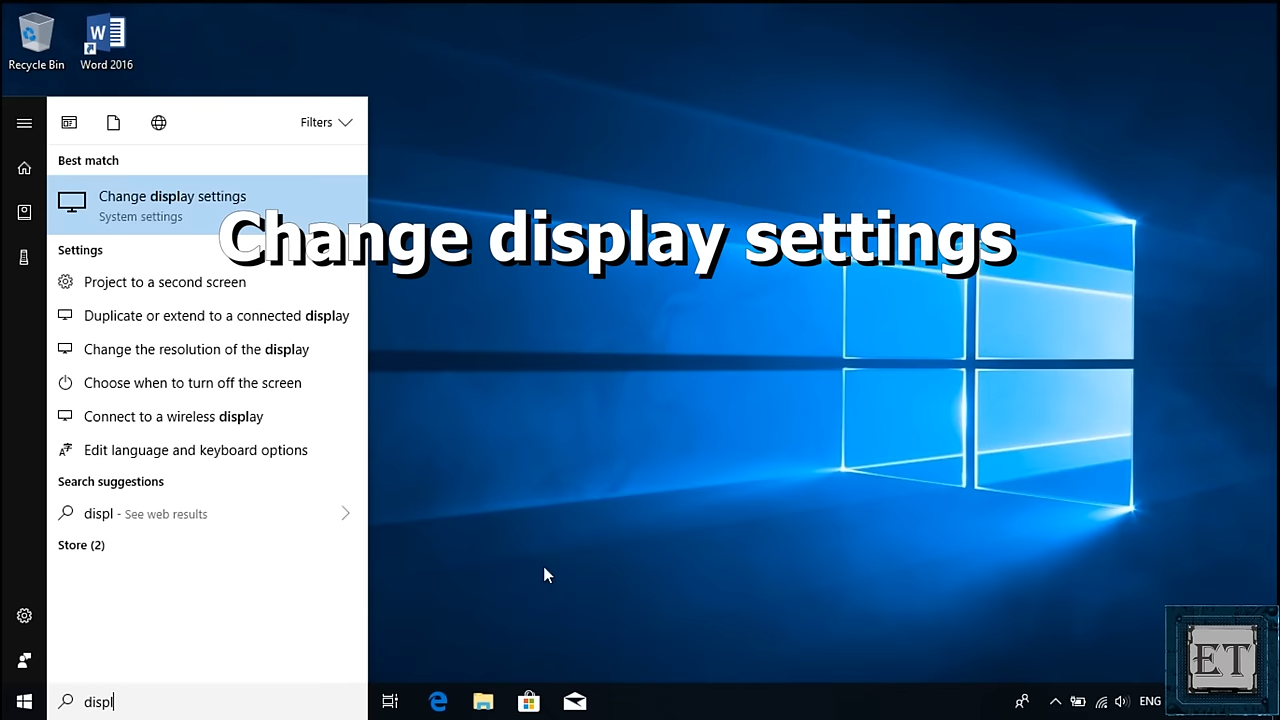 Recycle Bin
Word 2016
Filters
Best match
Change display settings
System settings
Change display settings
Settings
Project to a second screen
Duplicate or extend to a connected display
Change the resolution of the display
Choose when to turn off the screen
Connect to a wireless display
Edit language and keyboard options
Search suggestions
displ - See web results
Store (2)
displ
ENG
ET